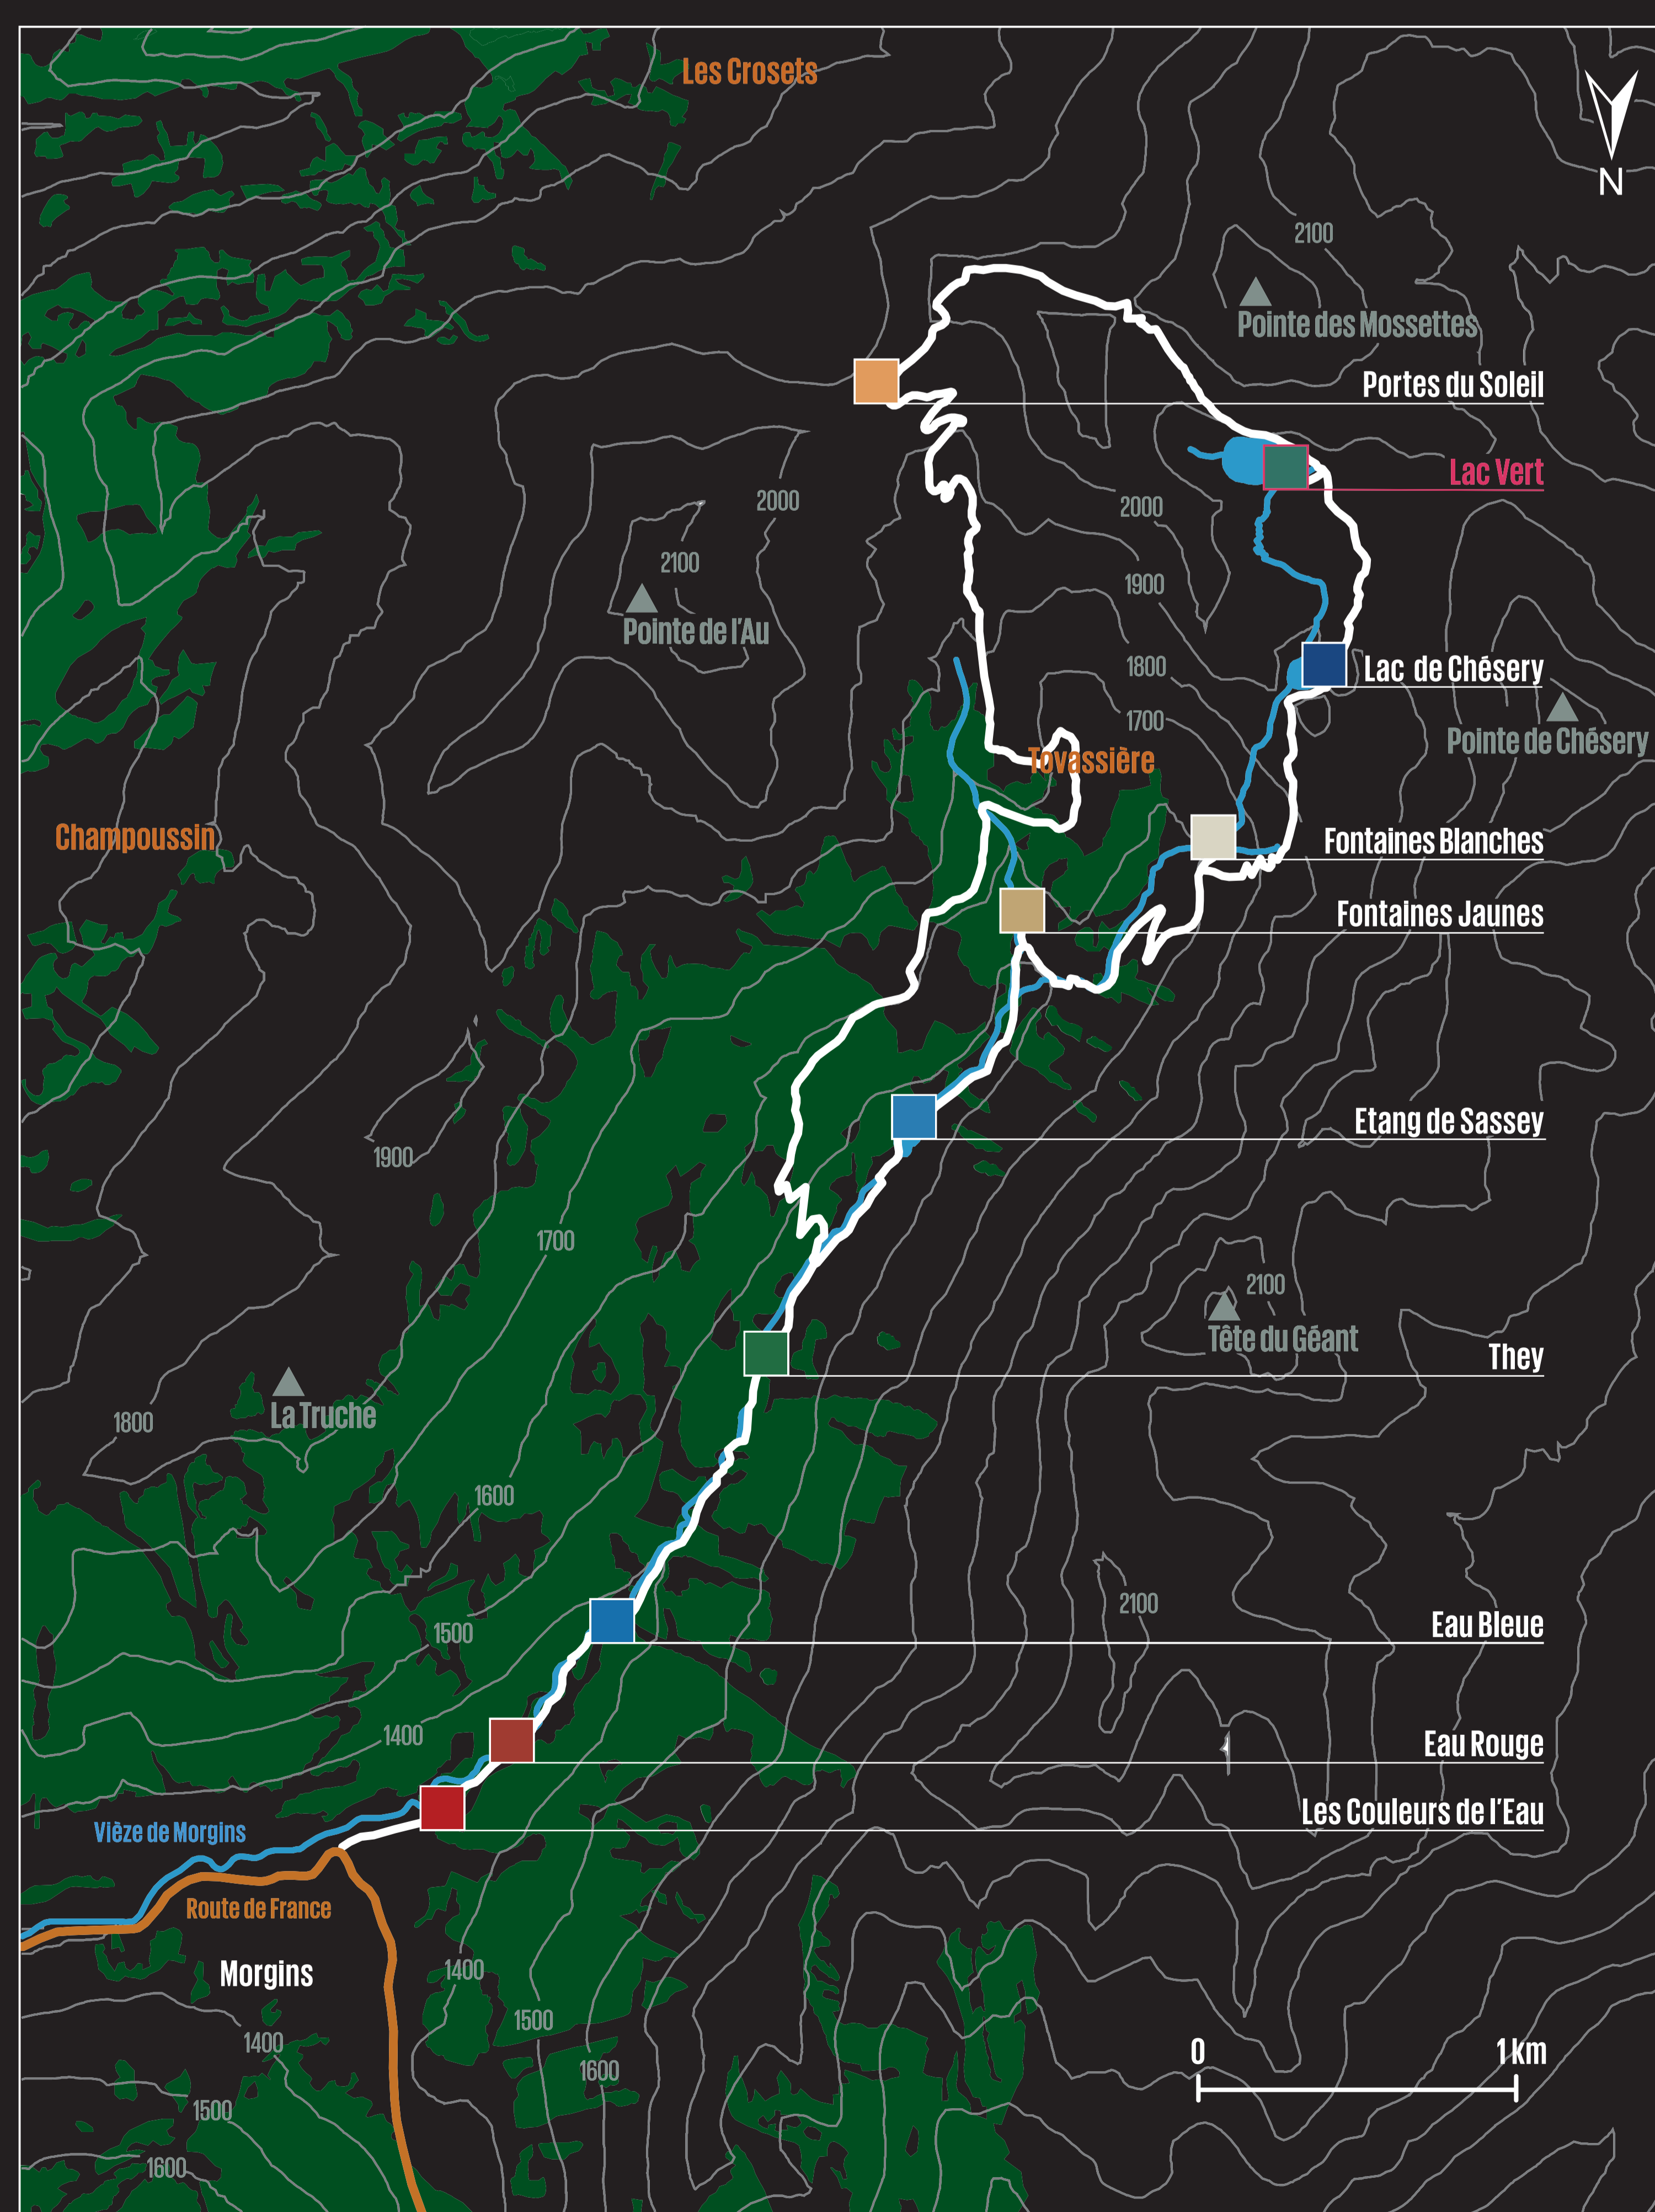 Les Crosets
N
2100
Pointe des Mossettes
Portes du Soleil
Lac Vert
2000
2000
2100
1900
Pointe de l'Au
1800
Lac de Chésery
1700
Pointe de Chésery
Tovassière
Champoussin
Fontaines Blanches
Fontaines Jaunes
Etang de Sassey
1900
1700
2100
Tête du Géant
They
La Truche
1800
1600
2100
1500
Eau Bleue
1400
Eau Rouge
Les Couleurs de l'Eau
Vièze de Morgins
Route de France
Morgins
1400
1500
1400
0 1 km
1600
1500
1600